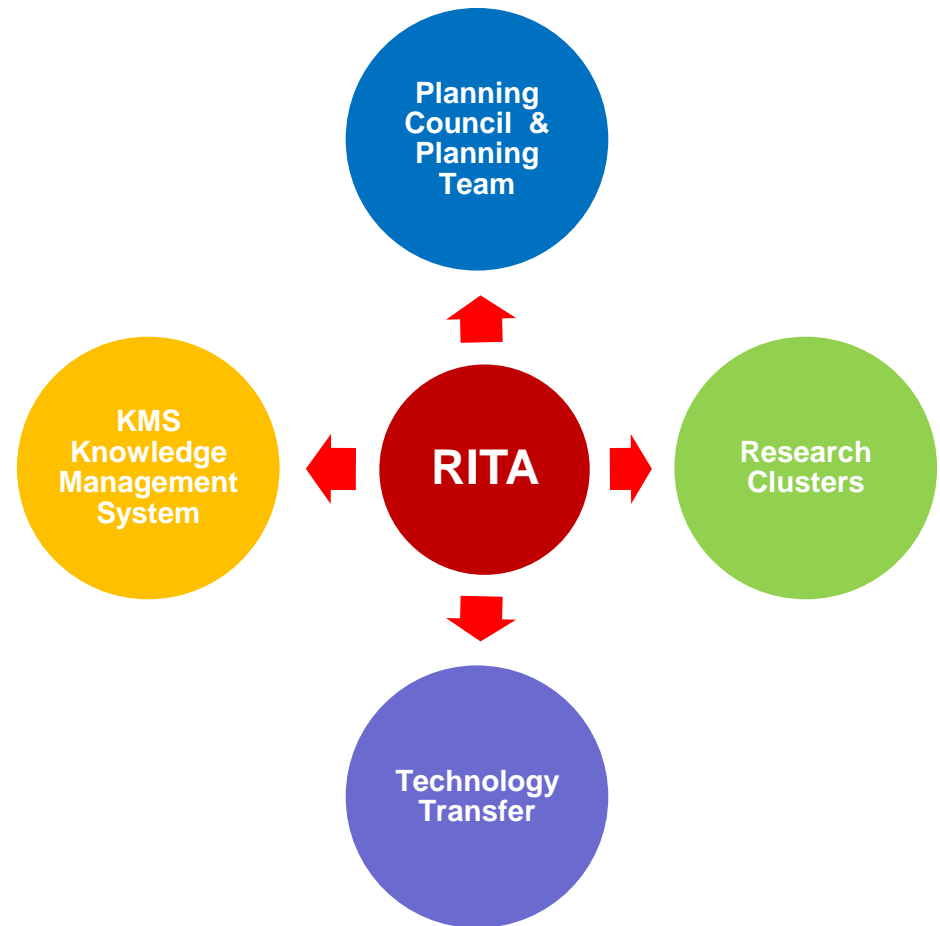 Planning
Council & 
Planning
Team
KMS
Knowledge
Management
System
RITA
Research
Clusters
Technology
Transfer